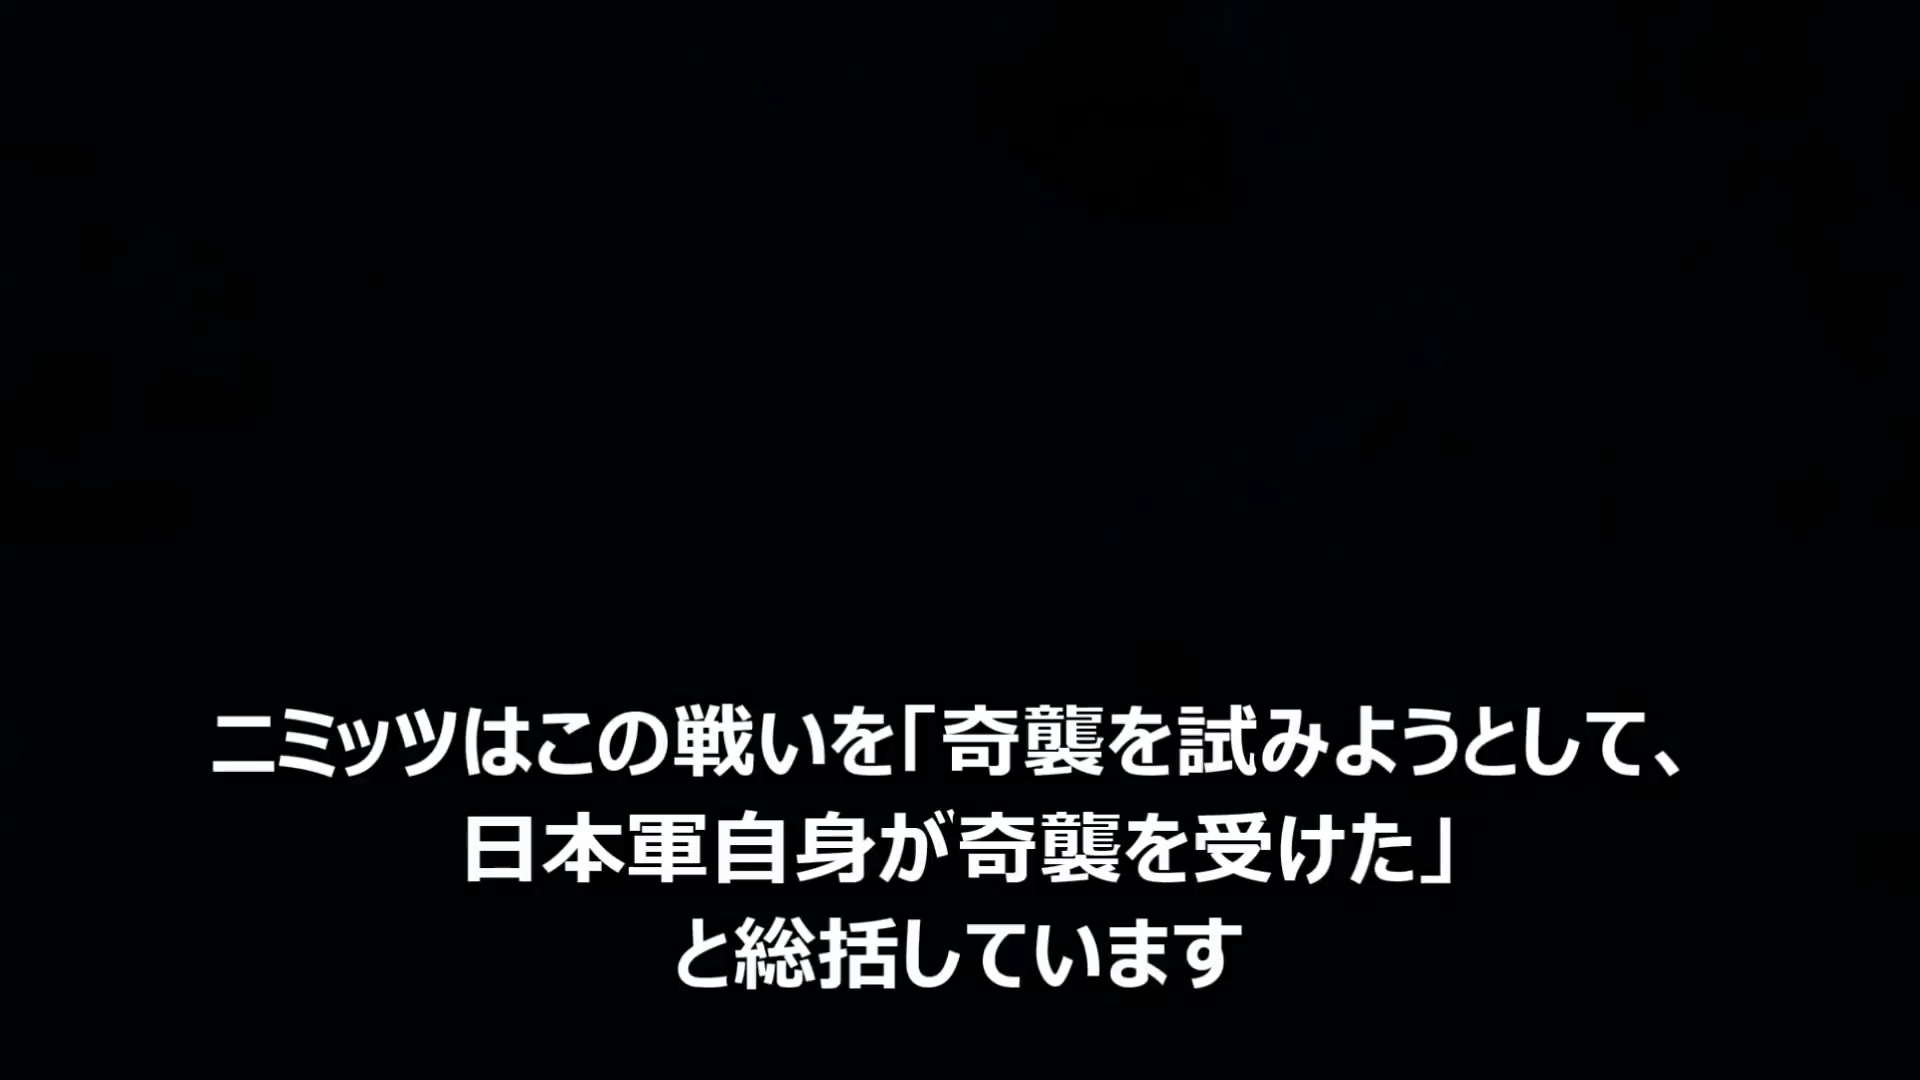 ニミッツはこの戦いを「奇襲を試みようとして、
日本軍自身が奇襲を受けた」
と総括しています